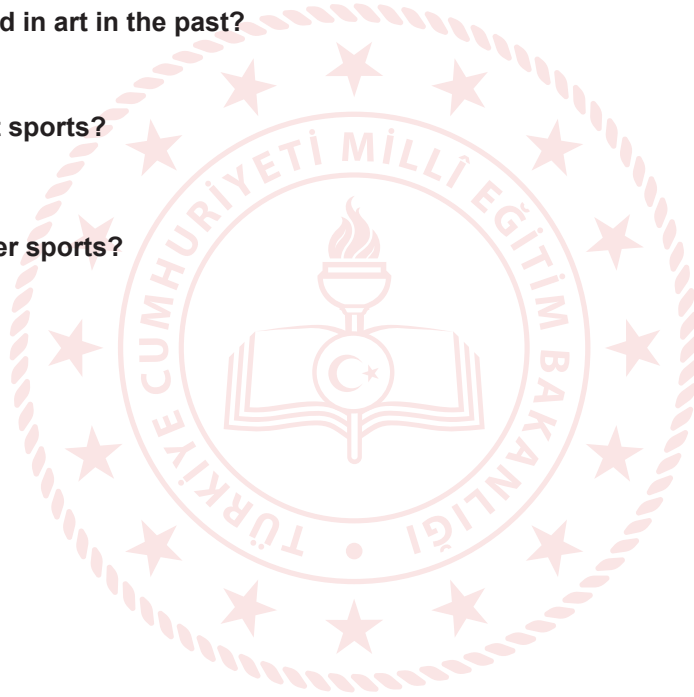 d in art in the past?
t sports?
er sports?
TÜRKİYE CUMHURİYETİ MİLLÎ EĞİTİM BAKANLIĞI